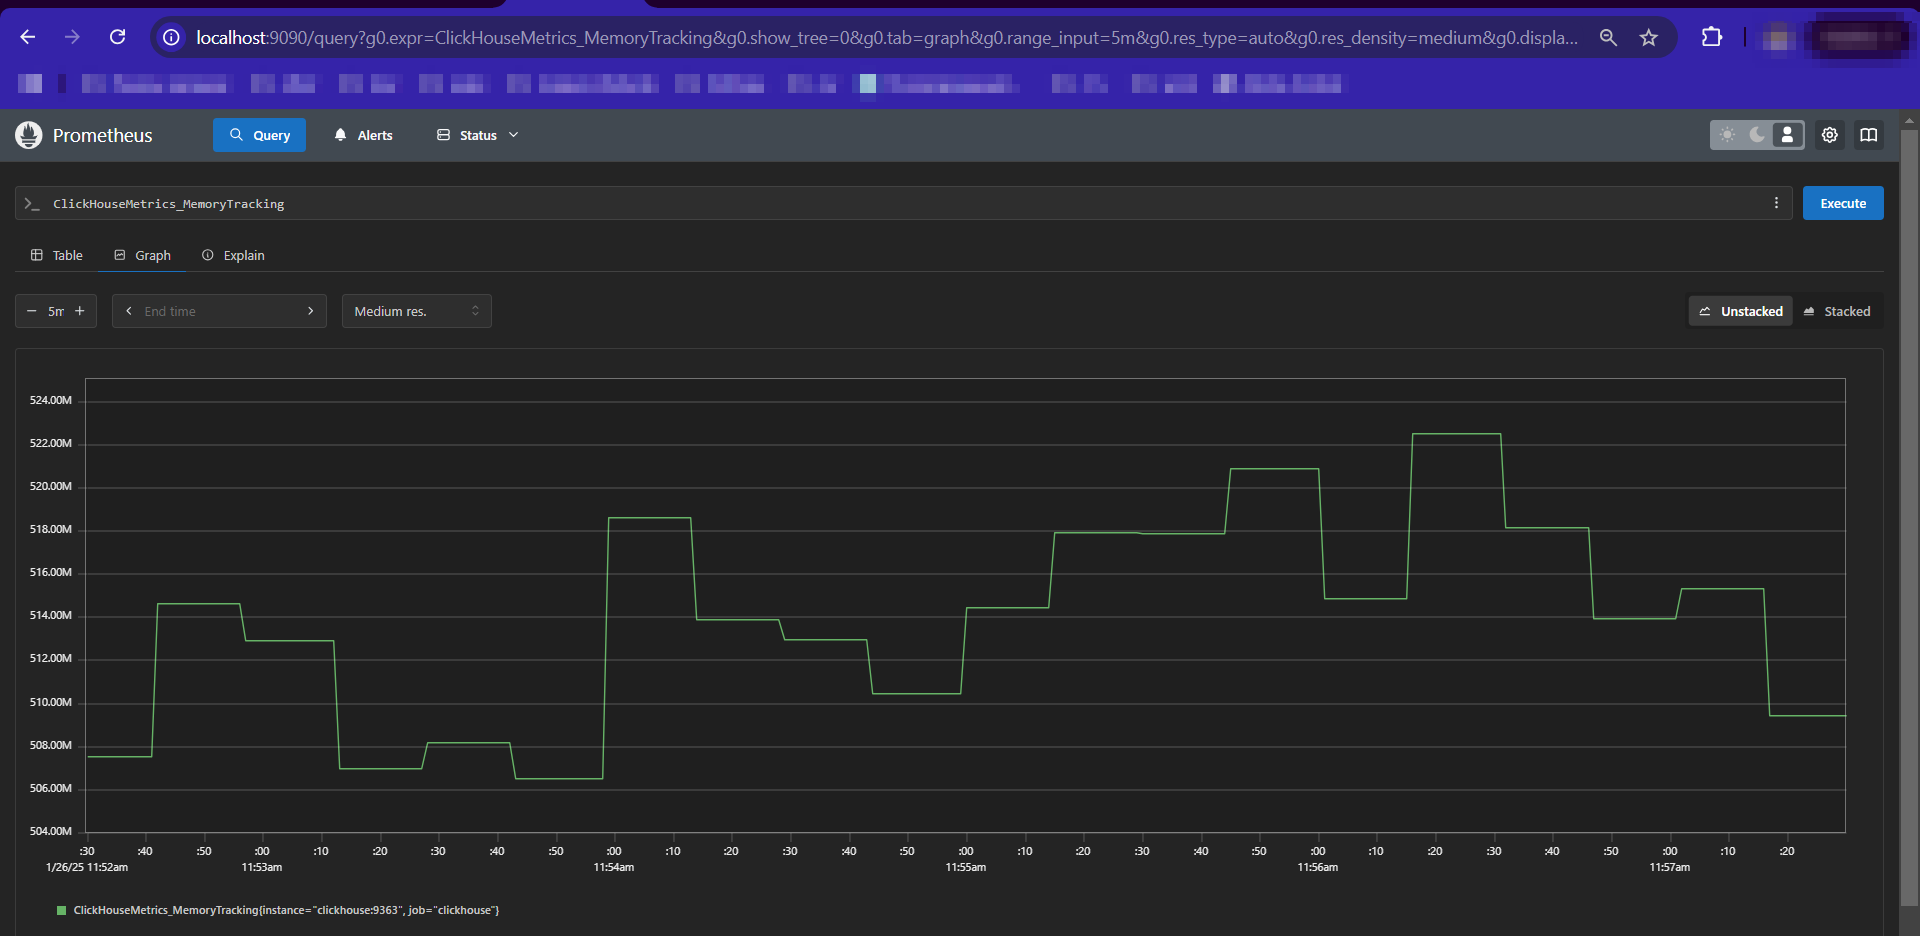 localhost:9090/query?g0.expr=ClickHouseMetrics_MemoryTracking&g0.show_tree=0&g0.tab=graph&g0.range_input=5m&g0.res_type=auto&g0.res_density=medium&g0.displa...
Prometheus Query Alerts Status
ClickHouseMetrics_MemoryTracking Execute
Table Graph Explain
5m End time Medium res. Unstacked Stacked
524.00M
522.00M
520.00M
518.00M
516.00M
514.00M
512.00M
510.00M
508.00M
506.00M
504.00M
:30 :40 :50 :00 :10 :20 :30 :40 :50 :00 :10 :20 :30 :40 :50 :00 :10 :20 :30 :40 :50 :00 :10 :20 :30 :40 :50 :00 :10 :20
1/26/25 11:52am 11:53am 11:54am 11:55am 11:56am 11:57am
ClickHouseMetrics_MemoryTracking{instance="clickhouse:9363", job="clickhouse"}